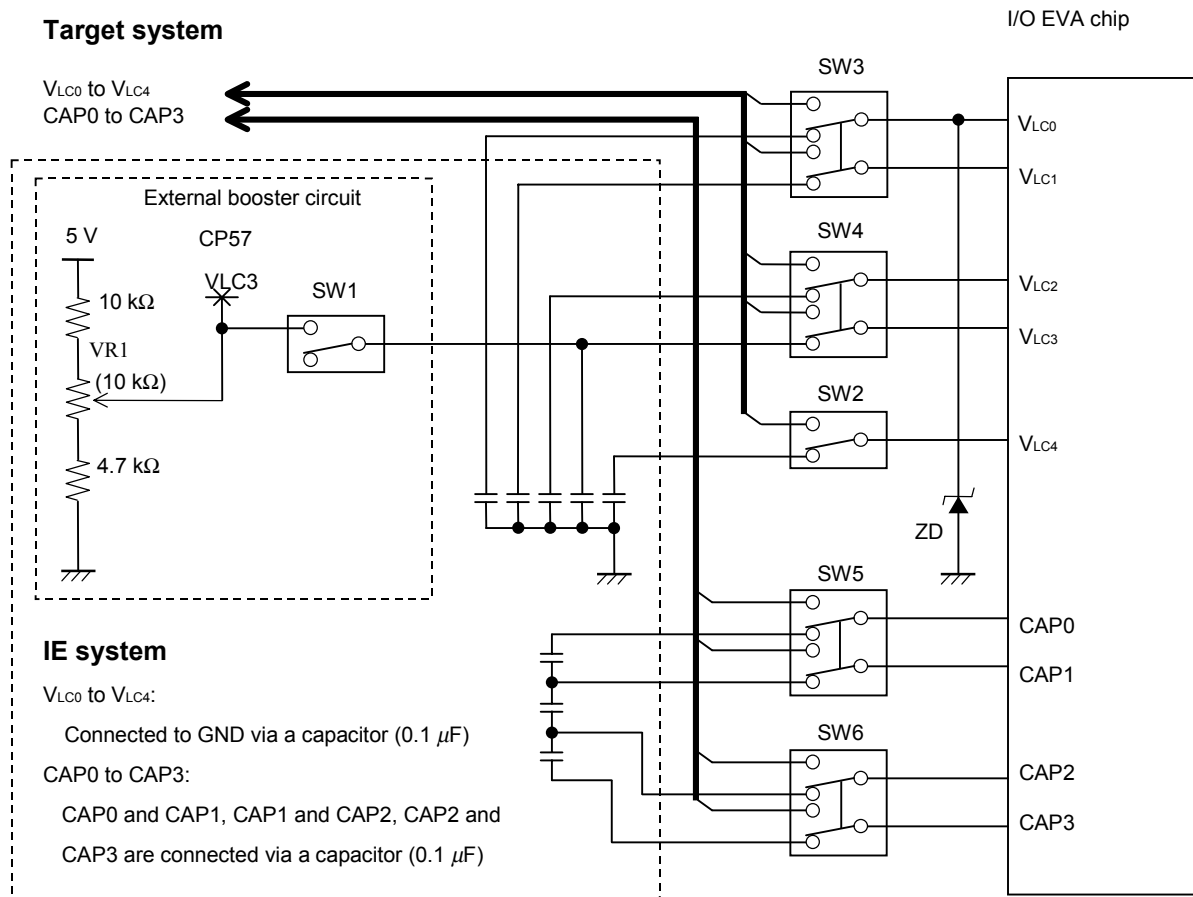 Target system
I/O EVA chip
VLC0 to VLC4
CAP0 to CAP3
SW3
VLC0
VLC1
External booster circuit
5 V
CP57
VLC3
SW1
10 kΩ
VR1
(10 kΩ)
4.7 kΩ
SW4
VLC2
VLC3
SW2
VLC4
ZD
SW5
CAP0
CAP1
IE system
VLC0 to VLC4:
Connected to GND via a capacitor (0.1 μF)
CAP0 to CAP3:
CAP0 and CAP1, CAP1 and CAP2, CAP2 and
CAP3 are connected via a capacitor (0.1 μF)
SW6
CAP2
CAP3